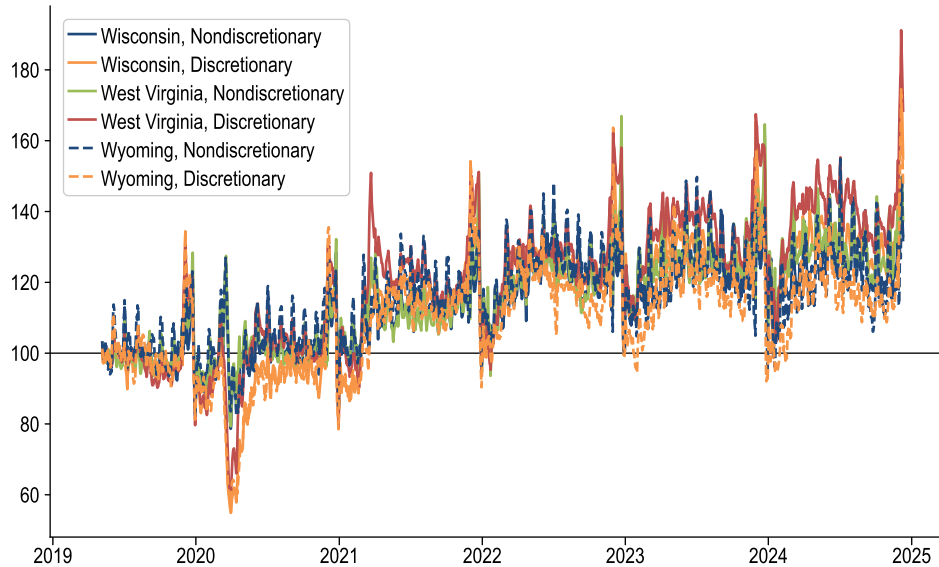 Wisconsin, Nondiscretionary
Wisconsin, Discretionary
West Virginia, Nondiscretionary
West Virginia, Discretionary
Wyoming, Nondiscretionary
Wyoming, Discretionary
180
160
140
120
100
80
60
2019 2020 2021 2022 2023 2024 2025